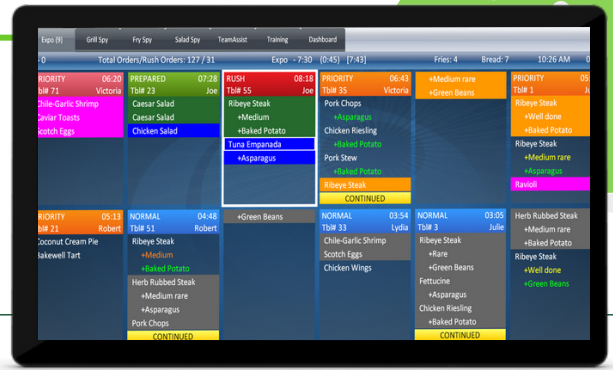 Expo (9) Grill Spy Fry Spy Salad Spy TeamAssist Training Dashboard
- 0 Total Orders/Rush Orders: 127 / 31 Expo - 7:30 (0:45) [7:43] Fries: 4 Bread: 7 10:26 AM
PRIORITY 06:20
Tbl# 71 Victoria
Chile-Garlic Shrimp
Caviar Toasts
Scotch Eggs
PREPARED 07:28
Tbl# 23 Joe
Caesar Salad
Caesar Salad
Chicken Salad
RUSH 08:18
Tbl# 55 Joe
Ribeye Steak
+Medium
+Baked Potato
Tuna Empanada
+Asparagus
PRIORITY 06:43
Tbl# 35 Victoria
Pork Chops
+Asparagus
Chicken Riesling
+Baked Potato
Pork Stew
+Baked Potato
Ribeye Steak
CONTINUED
+Medium rare
+Green Beans
PRIORITY
Tbl# 1
Ribeye Steak
+Well done
+Baked Potato
Ribeye Steak
+Medium rare
+Asparagus
Ravioli
PRIORITY 05:13
Tbl# 21 Robert
Coconut Cream Pie
Bakewell Tart
NORMAL 04:48
Tbl# 51 Robert
Ribeye Steak
+Medium
+Baked Potato
Herb Rubbed Steak
+Medium rare
+Asparagus
Pork Chops
CONTINUED
+Green Beans
NORMAL 03:54
Tbl# 33 Lydia
Chile-Garlic Shrimp
Scotch Eggs
Chicken Wings
NORMAL 03:05
Tbl# 3 Julie
Ribeye Steak
+Rare
+Green Beans
Fettucine
+Asparagus
Chicken Riesling
+Baked Potato
CONTINUED
Herb Rubbed Steak
+Medium rare
+Baked Potato
Ribeye Steak
+Well done
+Green Beans